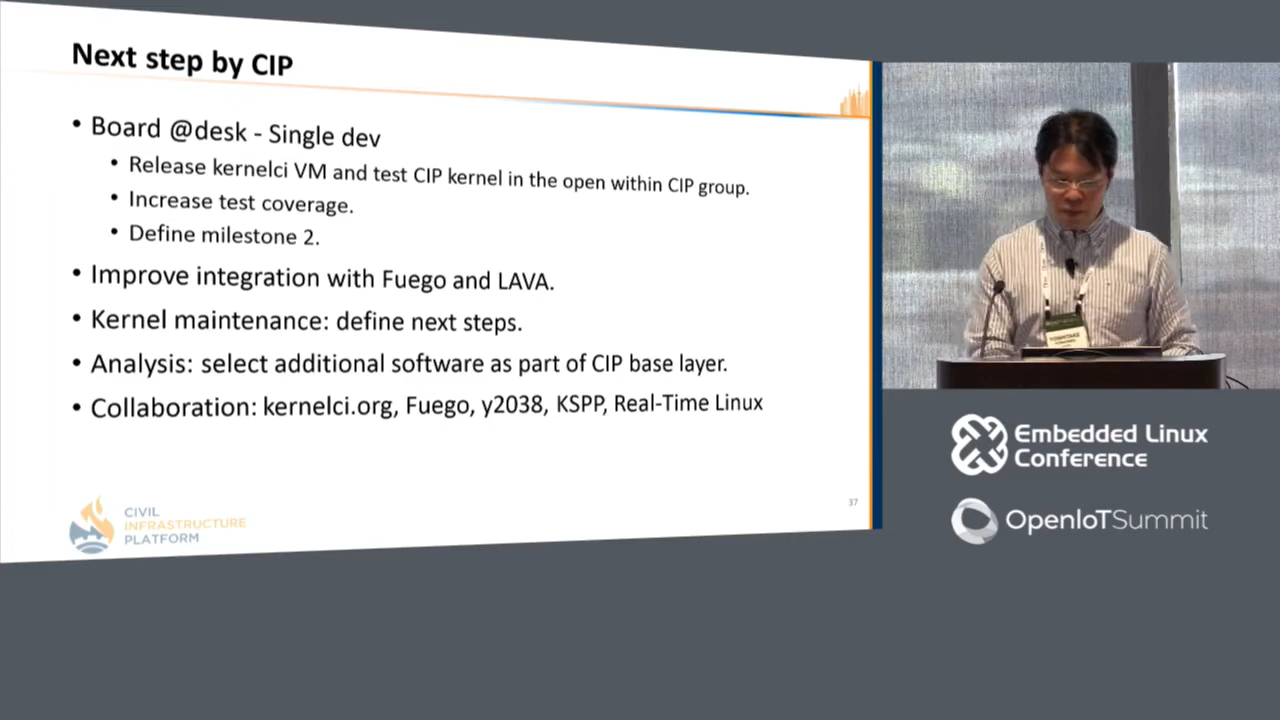 Next step by CIP
• Board @desk - Single dev
• Release kernelci VM and test CIP kernel in the open within CIP group.
• Increase test coverage.
• Define milestone 2.
• Improve integration with Fuego and LAVA.
• Kernel maintenance: define next steps.
• Analysis: select additional software as part of CIP base layer.
• Collaboration: kernelci.org, Fuego, y2038, KSPP, Real-Time Linux
37
CIVIL
INFRASTRUCTURE
PLATFORM
YOSHITAKE
Embedded Linux
Conference
OpenIoTSummit